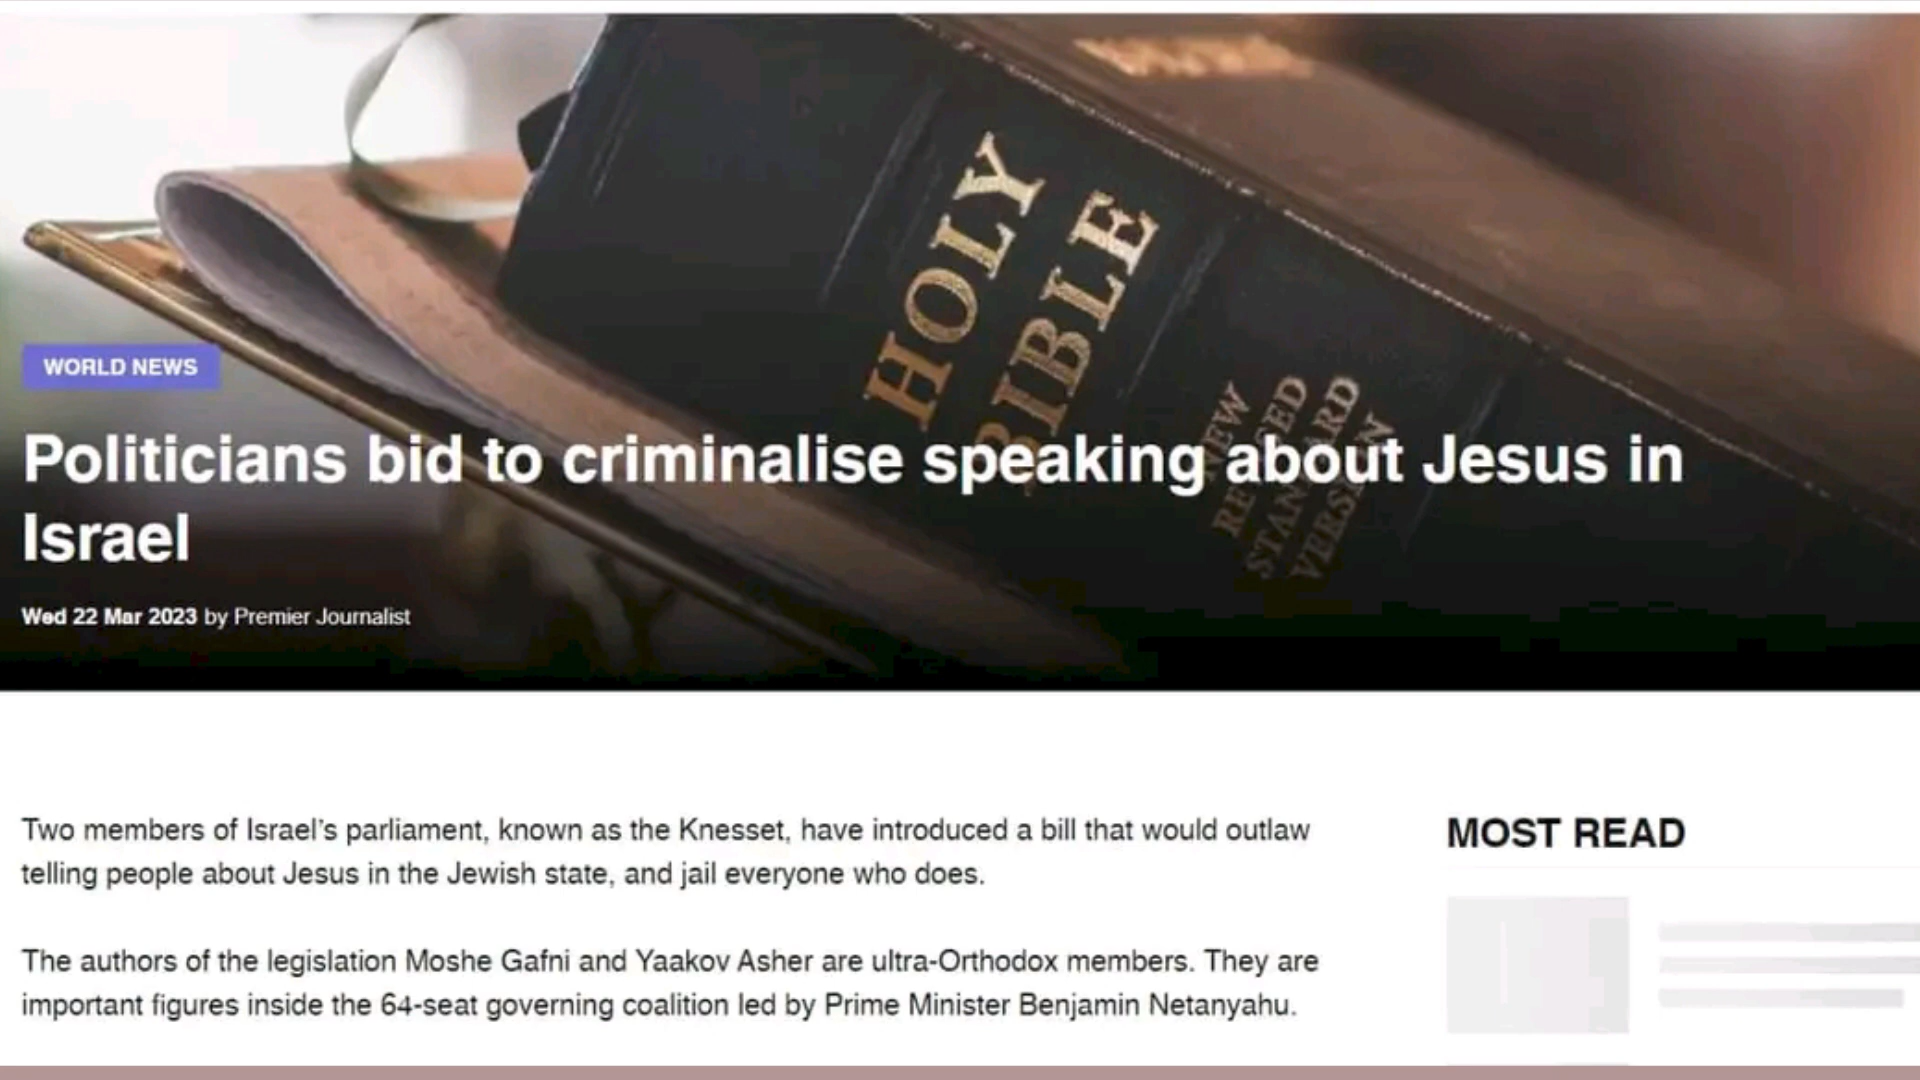 HOLY
BIBLE
NEW
REVISED
STANDARD
VERSION
WORLD NEWS
Politicians bid to criminalise speaking about Jesus in
Israel
Wed 22 Mar 2023 by Premier Journalist
Two members of Israel's parliament, known as the Knesset, have introduced a bill that would outlaw
telling people about Jesus in the Jewish state, and jail everyone who does.
The authors of the legislation Moshe Gafni and Yaakov Asher are ultra-Orthodox members. They are
important figures inside the 64-seat governing coalition led by Prime Minister Benjamin Netanyahu.
MOST READ